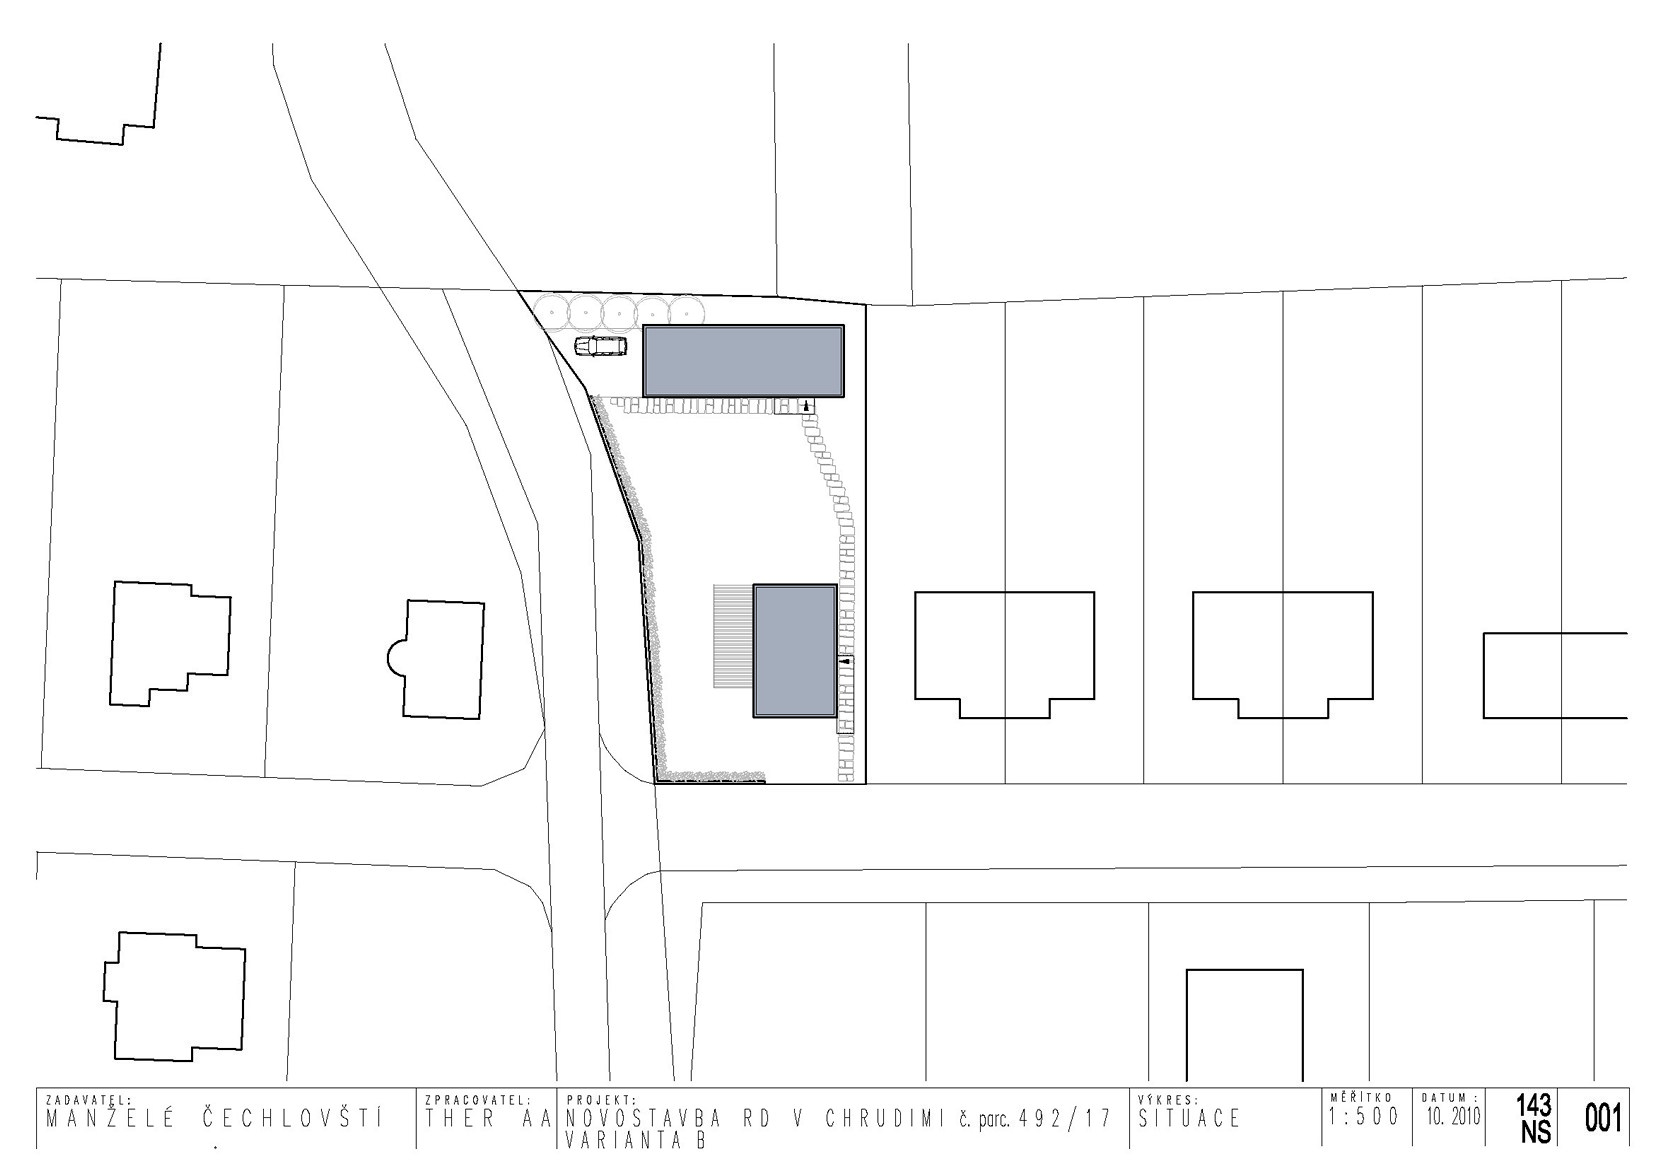 ZADAVATEL:
MANŽELÉ ČECHLOVŠTÍ
ZPRACOVATEL:
THER AA
PROJEKT:
NOVOSTAVBA RD V CHRUDIMI č. parc. 492/17
VARIANTA B
VÝKRES:
SITUACE
MĚŘÍTKO
1:500
DATUM :
10. 2010
143
NS
001